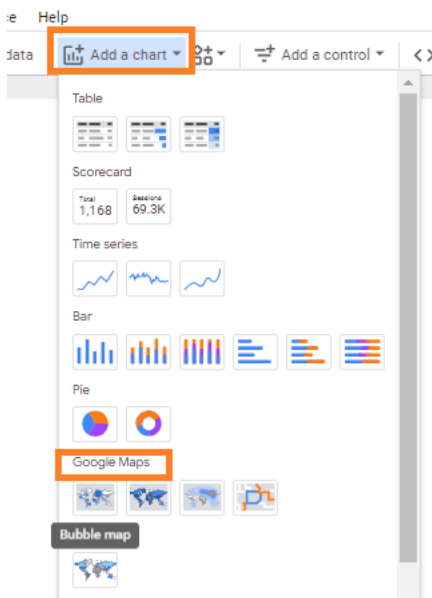 Help
data
Add a chart
Add a control
Table
Scorecard
Total
1,168
Sessions
69.3K
Time series
Bar
Pie
Google Maps
Bubble map